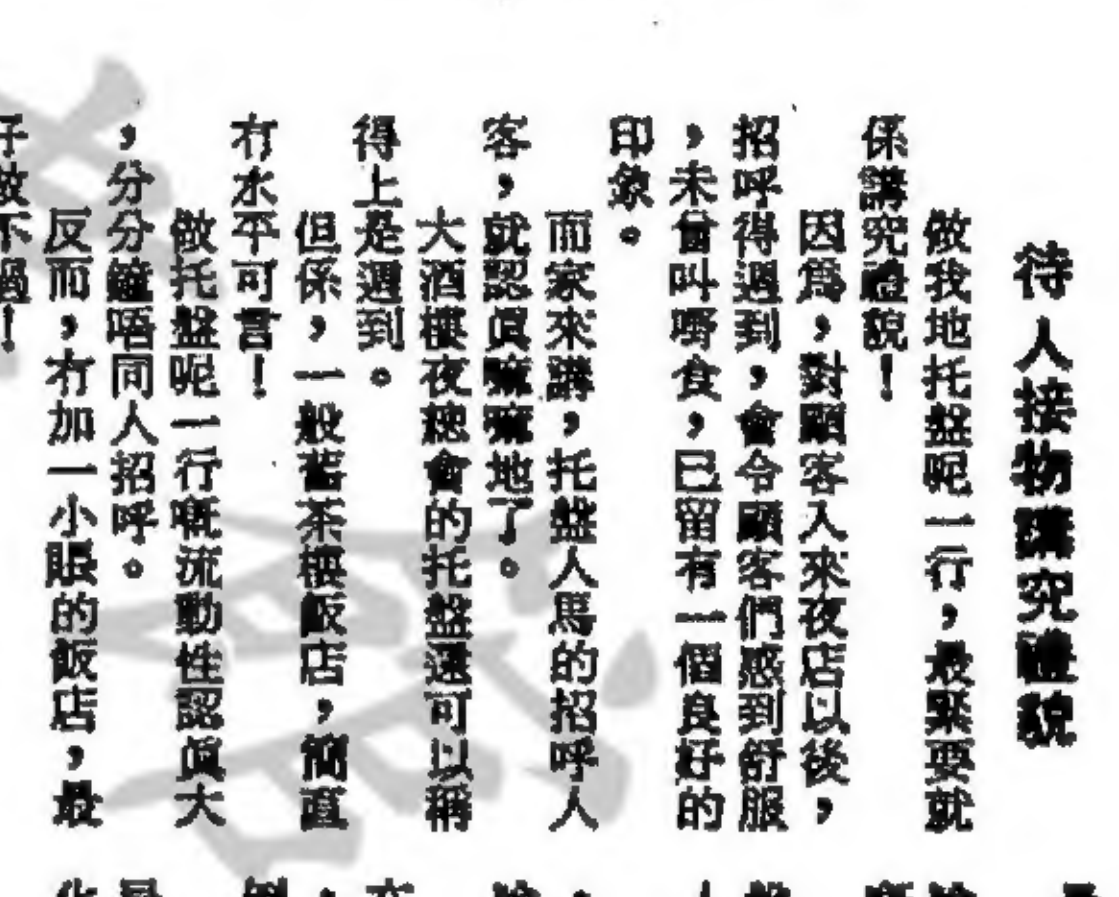 待人接物講究禮貌
做我地托盤呢一行，最緊要就
係講究禮貌！
因為，對顧客入來夜店以後，
招呼得週到，會令顧客們感到舒服
，未曾叫嘢食，已留有一個良好的
印象。
而家來講，托盤人馬的招呼人
客，就認眞嘛嘛地了。
大酒樓夜總會的托盤還可以稱
得上是週到。
但係，一般舊茶樓飯店，簡直
冇水平可言！
做托盤呢一行嘅流動性認眞大
，分分鐘唔同人招呼。
反而，冇加一小賬的飯店，最